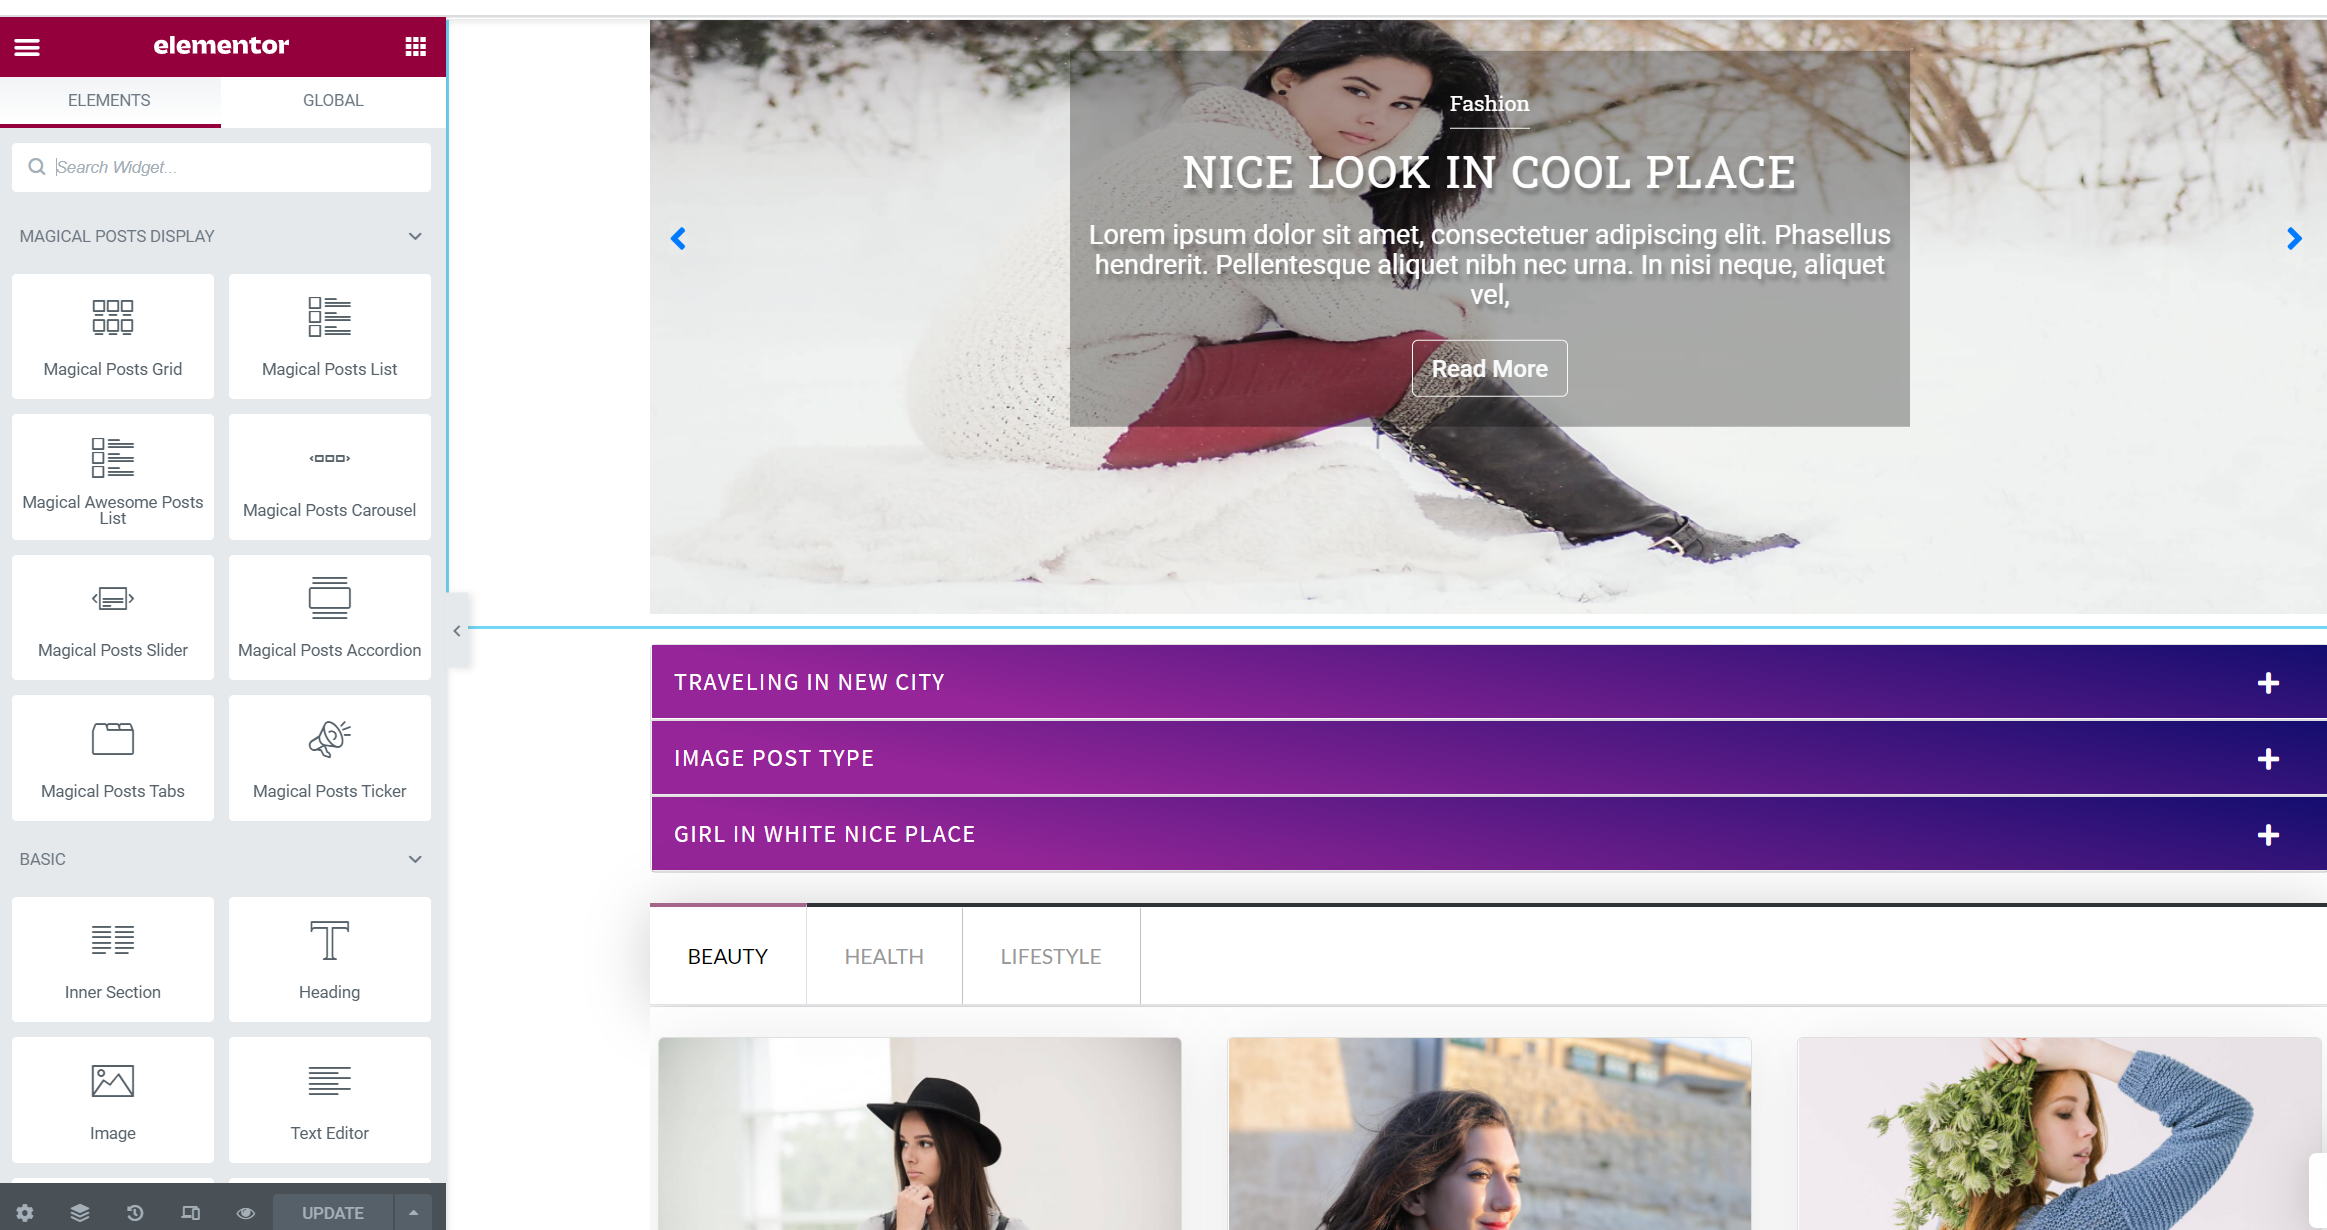 elementor
ELEMENTS
GLOBAL
Search Widget...
MAGICAL POSTS DISPLAY
Magical Posts Grid
Magical Posts List
Magical Awesome Posts
List
Magical Posts Carousel
Magical Posts Slider
Magical Posts Accordion
Magical Posts Tabs
Magical Posts Ticker
BASIC
Inner Section
Heading
Image
Text Editor
UPDATE
Fashion
NICE LOOK IN COOL PLACE
Lorem ipsum dolor sit amet, consectetuer adipiscing elit. Phasellus
hendrerit. Pellentesque aliquet nibh nec urna. In nisi neque, aliquet
vel,
Read More
TRAVELING IN NEW CITY
IMAGE POST TYPE
GIRL IN WHITE NICE PLACE
BEAUTY
HEALTH
LIFESTYLE